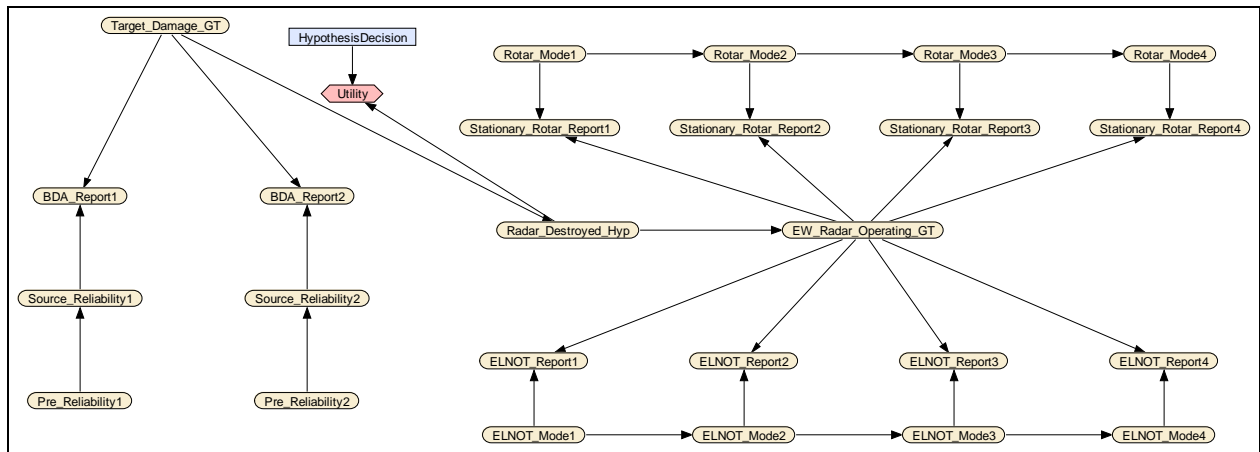 Target_Damage_GT
HypothesisDecision
Rotar_Mode1
Rotar_Mode2
Rotar_Mode3
Rotar_Mode4
Utility
Stationary_Rotar_Report1
Stationary_Rotar_Report2
Stationary_Rotar_Report3
Stationary_Rotar_Report4
BDA_Report1
BDA_Report2
Radar_Destroyed_Hyp
EW_Radar_Operating_GT
Source_Reliability1
Source_Reliability2
ELNOT_Report1
ELNOT_Report2
ELNOT_Report3
ELNOT_Report4
Pre_Reliability1
Pre_Reliability2
ELNOT_Mode1
ELNOT_Mode2
ELNOT_Mode3
ELNOT_Mode4